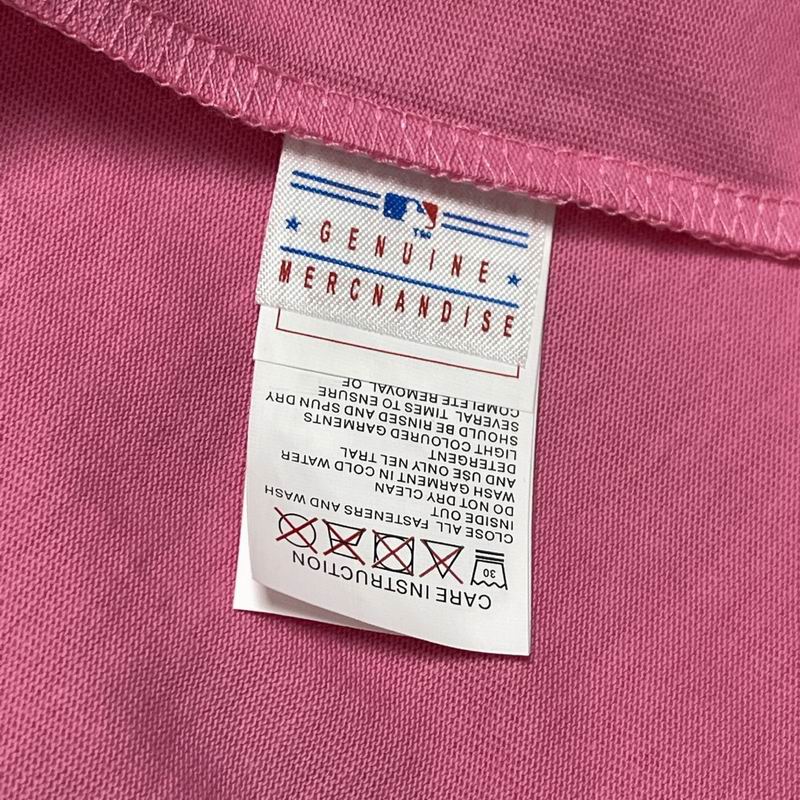 TM
GENUINE
MERCNANDISE
CARE INSTRUCTION
30
CLOSE ALL FASTENERS AND WASH
INSIDE OUT
DO NOT DRY CLEAN
WASH GARMENT IN COLD WATER
AND USE ONLY NEL TRAL
DETERGENT
LIGHT COLOURED GARMENTS
SHOULD BE RINSED AND SPUN DRY
SEVERAL TIMES TO ENSURE
COMPLETE REMOVAL OF